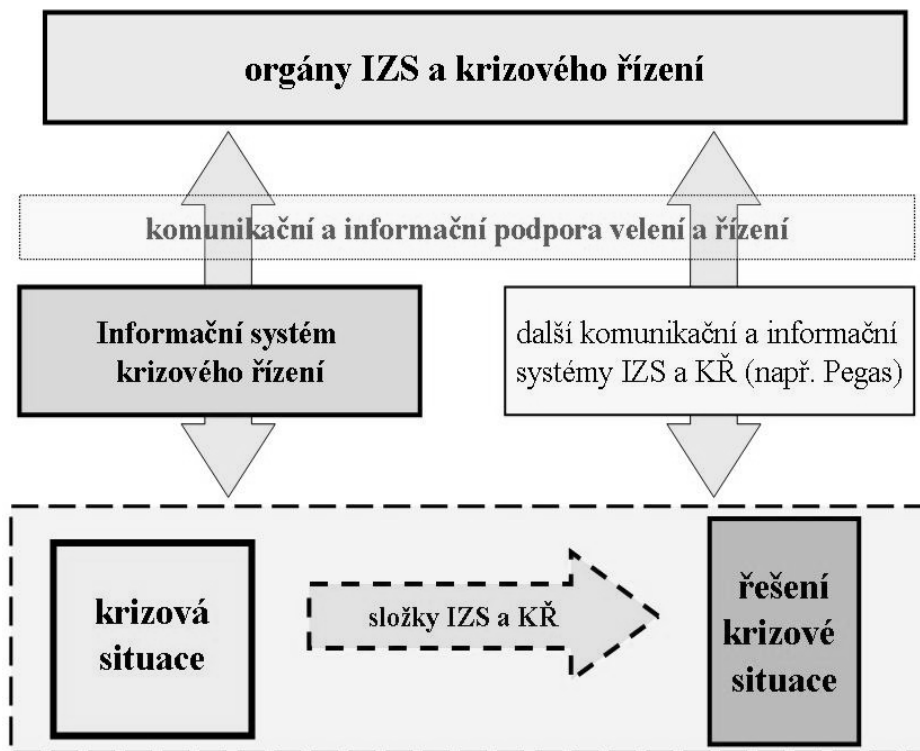 orgány IZS a krizového řízení
komunikační a informační podpora velení a řízení
Informační systém
krizového řízení
další komunikační a informační
systémy IZS a KŘ (např. Pegas)
krizová
situace
složky IZS a KŘ
řešení
krizové
situace